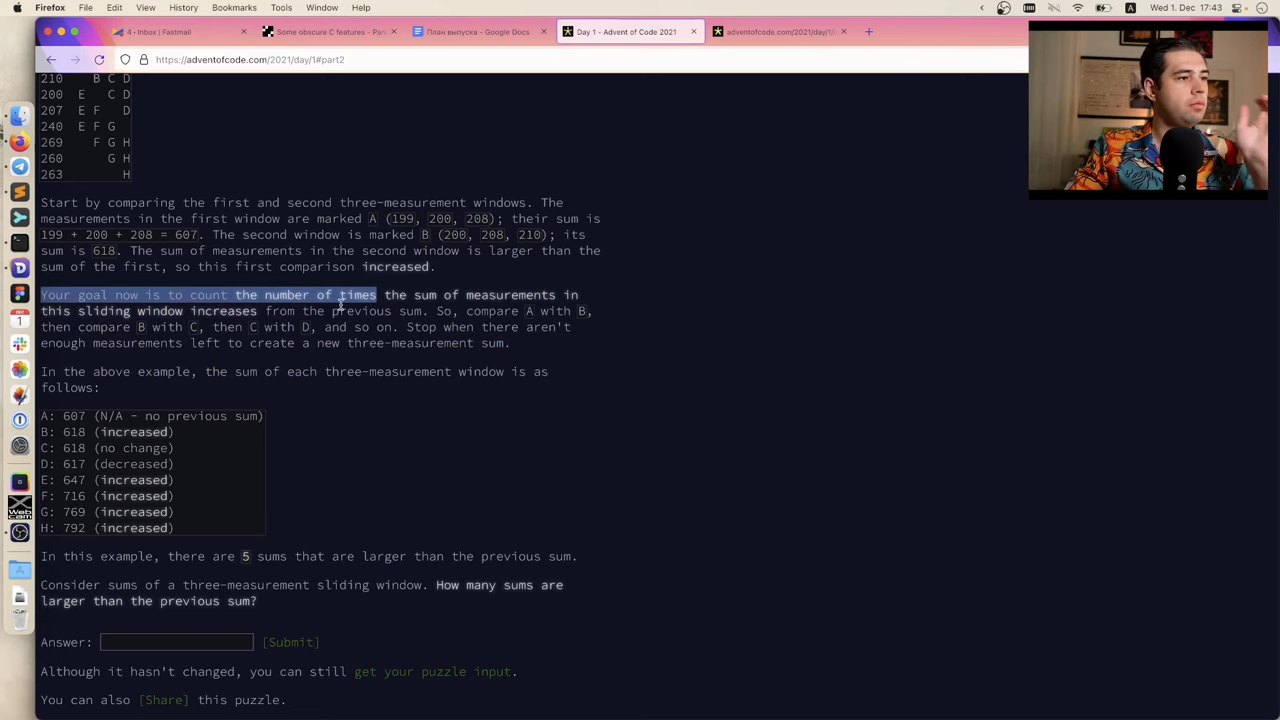 Firefox File Edit View History Bookmarks Tools Window Help Wed 1. Dec 17:43
4 • Inbox | Fastmail Some obscure C features - Pan План выпуска - Google Docs Day 1 - Advent of Code 2021 adventofcode.com/2021/day/1/i
https://adventofcode.com/2021/day/1#part2
210 B C D
200 E C D
207 E F D
240 E F G
269 F G H
260 G H
263 H
Start by comparing the first and second three-measurement windows. The
measurements in the first window are marked A (199, 200, 208); their sum is
199 + 200 + 208 = 607. The second window is marked B (200, 208, 210); its
sum is 618. The sum of measurements in the second window is larger than the
sum of the first, so this first comparison increased.
Your goal now is to count the number of times the sum of measurements in
this sliding window increases from the previous sum. So, compare A with B,
then compare B with C, then C with D, and so on. Stop when there aren't
enough measurements left to create a new three-measurement sum.
In the above example, the sum of each three-measurement window is as
follows:
A: 607 (N/A - no previous sum)
B: 618 (increased)
C: 618 (no change)
D: 617 (decreased)
E: 647 (increased)
F: 716 (increased)
G: 769 (increased)
H: 792 (increased)
In this example, there are 5 sums that are larger than the previous sum.
Consider sums of a three-measurement sliding window. How many sums are
larger than the previous sum?
Answer: [Submit]
Although it hasn't changed, you can still get your puzzle input.
You can also [Share] this puzzle.